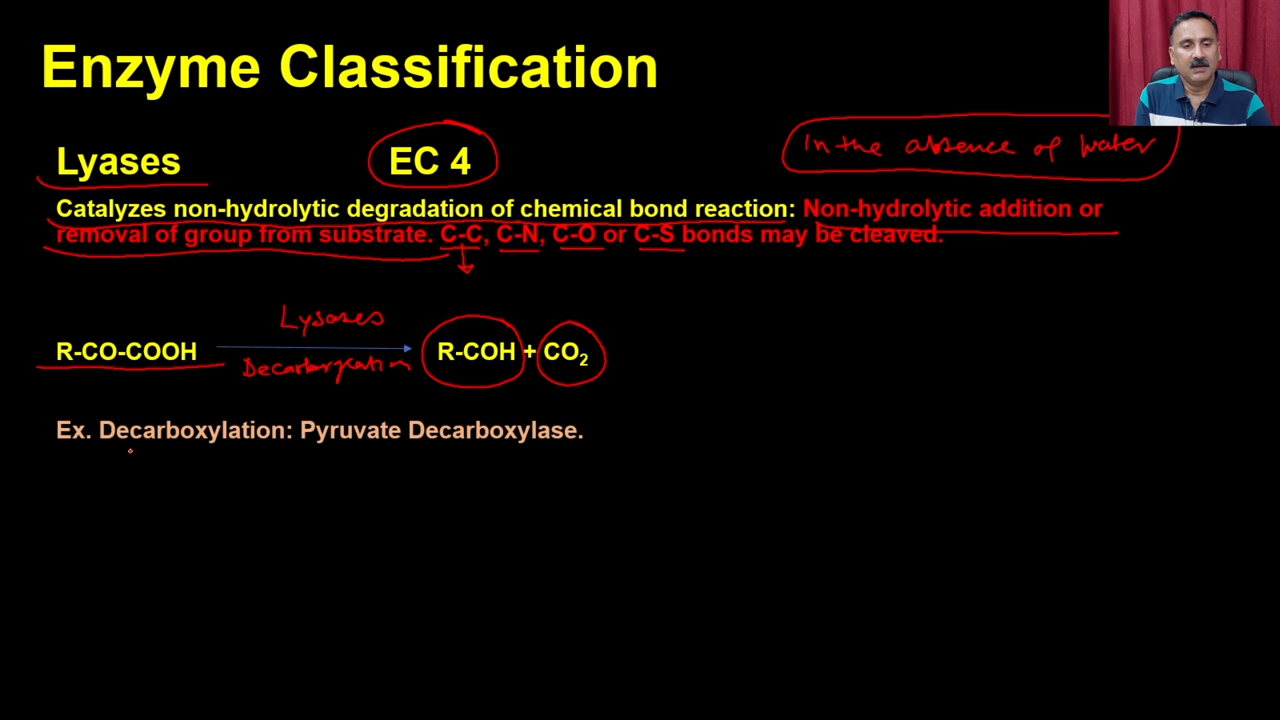 Enzyme Classification
Lyases EC 4 In the absence of water
Catalyzes non-hydrolytic degradation of chemical bond reaction: Non-hydrolytic addition or
removal of group from substrate. C-C, C-N, C-O or C-S bonds may be cleaved.
Lysases
R-CO-COOH R-COH + CO₂
Decarboxylation
Ex. Decarboxylation: Pyruvate Decarboxylase.